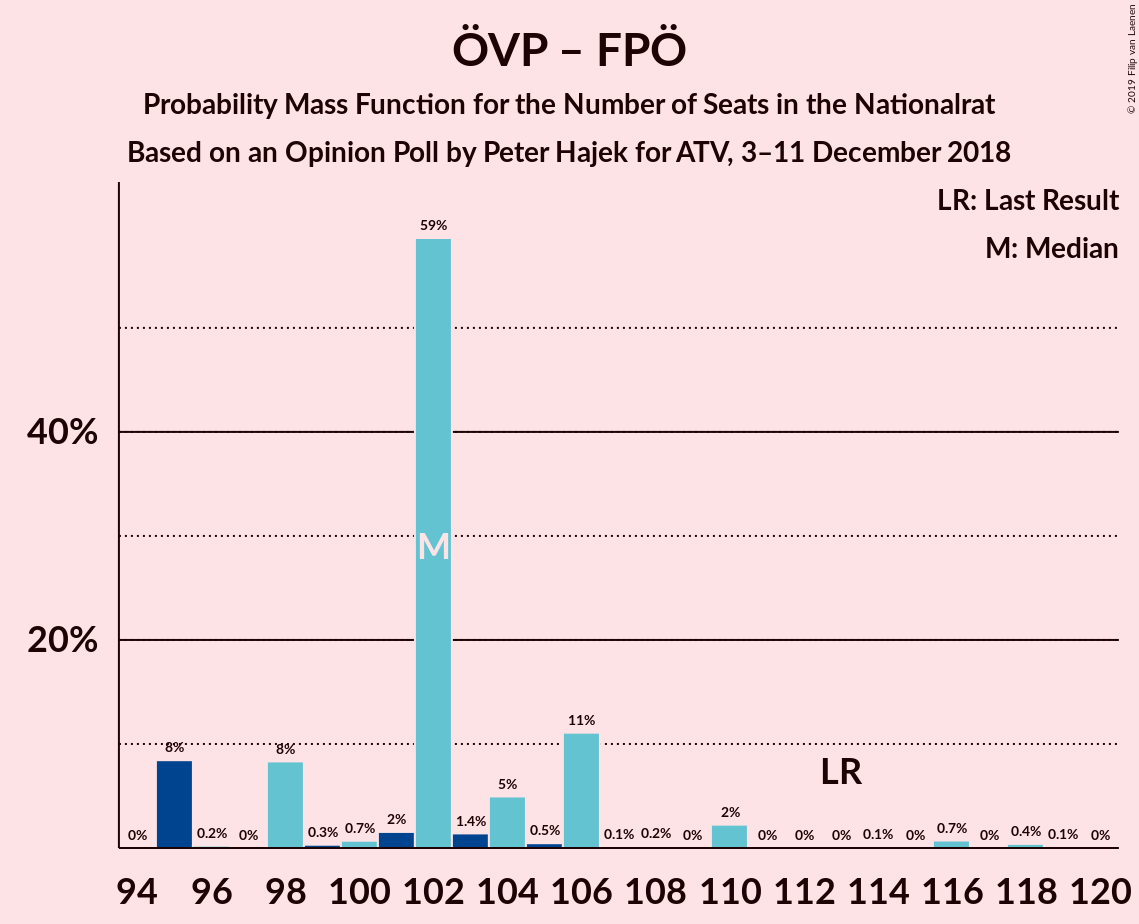 ÖVP – FPÖ
Probability Mass Function for the Number of Seats in the Nationalrat
Based on an Opinion Poll by Peter Hajek for ATV, 3–11 December 2018
© 2019 Filip van Laenen
LR: Last Result
M: Median
40%
20%
0% 8% 0.2% 0% 8% 0.3% 0.7% 2% 59% 1.4% 5% 0.5% 11% 0.1% 0.2% 0% 2% 0% 0% 0% 0.1% 0% 0.7% 0% 0.4% 0.1% 0%
M
LR
94 96 98 100 102 104 106 108 110 112 114 116 118 120